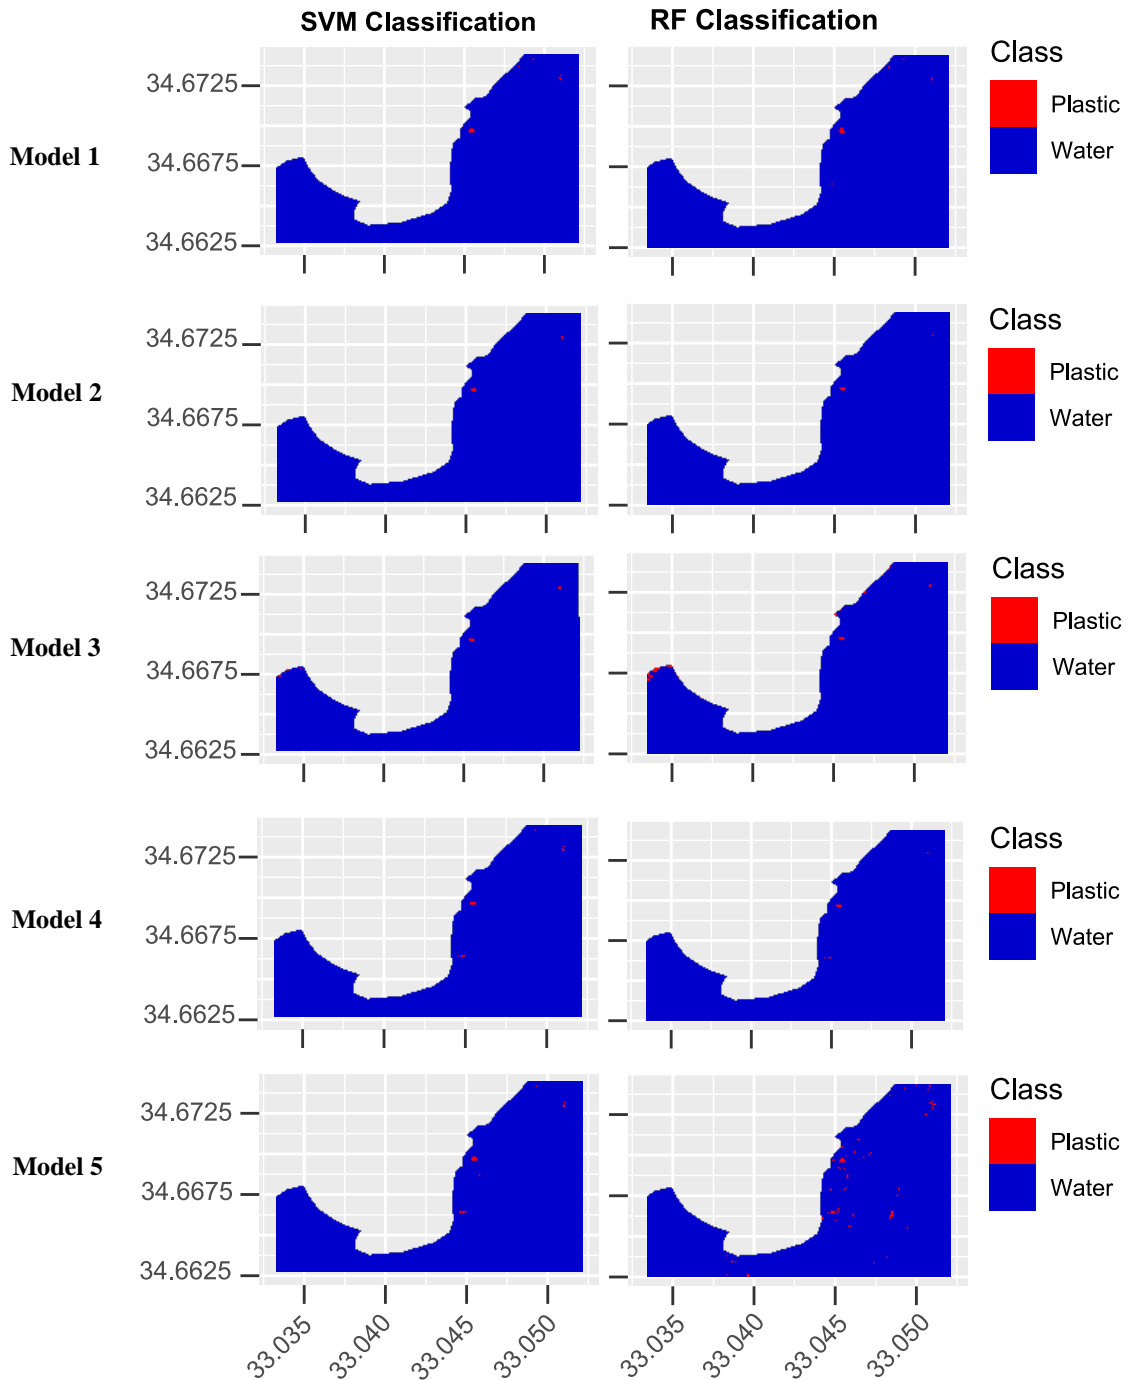 SVM Classification RF Classification
Model 1
34.6725
34.6675
34.6625
Class
Plastic
Water
Model 2
34.6725
34.6675
34.6625
Class
Plastic
Water
Model 3
34.6725
34.6675
34.6625
Class
Plastic
Water
Model 4
34.6725
34.6675
34.6625
Class
Plastic
Water
Model 5
34.6725
34.6675
34.6625
Class
Plastic
Water
33.035 33.040 33.045 33.050 33.035 33.040 33.045 33.050